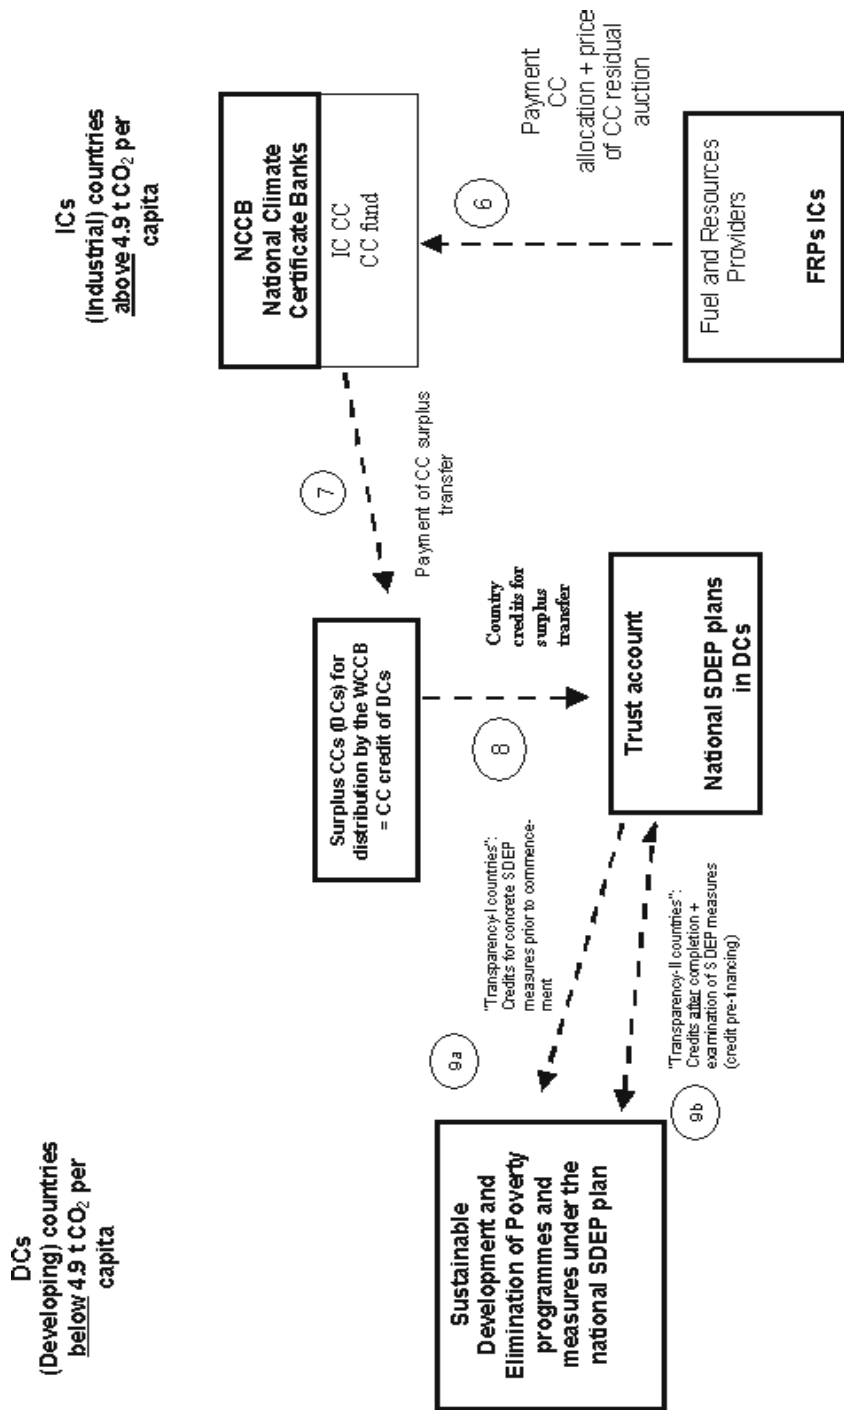 DCs
(Developing) countries
below 4.9 t CO₂ per
capita
ICs
(Industrial) countries
above 4.9 t CO₂ per
capita
NCCB
National Climate
Certificate Banks
IC CC
CC fund
6
Payment
CC
allocation + price
of CC residual
auction
Fuel and Resources
Providers
FRPs ICs
7
Payment of CC surplus
transfer
Surplus CCs (DCs) for
distribution by the WCCB
= CC credit of DCs
8
Country
credits for
surplus
transfer
Trust account
National SDEP plans
in DCs
9a
"Transparency-I countries":
Credits for concrete SDEP
measures prior to commence-
ment
9b
"Transparency-II countries":
Credits after completion +
examination of SDEP measures
(credit pre-financing)
Sustainable
Development and
Elimination of Poverty
programmes and
measures under the
national SDEP plan